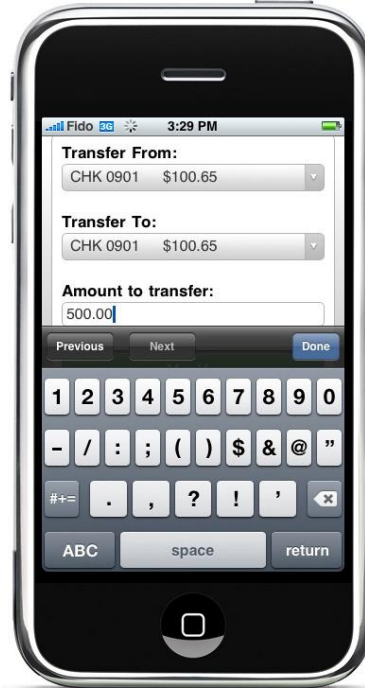 Fido 3G 3:29 PM
Transfer From:
CHK 0901 $100.65
Transfer To:
CHK 0901 $100.65
Amount to transfer:
500.00
Previous Next Done
1 2 3 4 5 6 7 8 9 0
- / : ; ( ) $ & @ "
#+= . , ? ! '
ABC space return